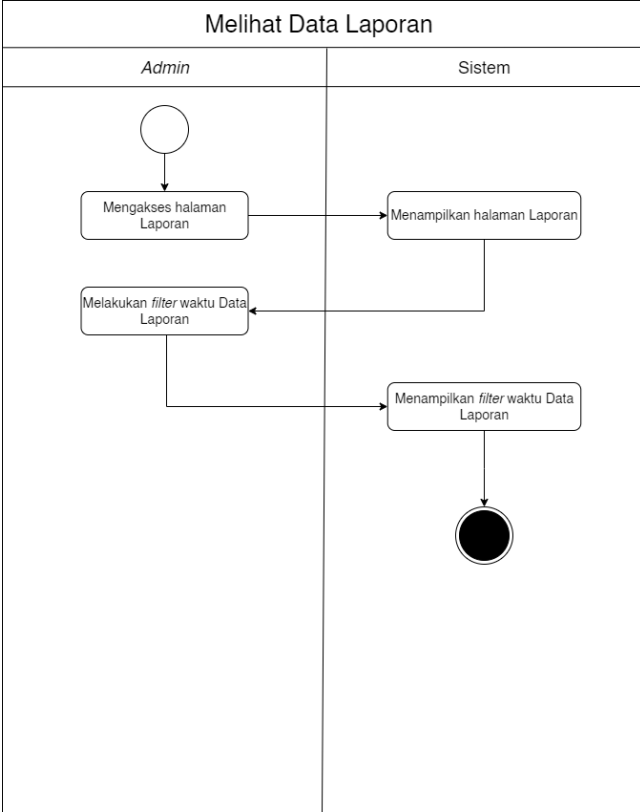 Melihat Data Laporan
Admin
Sistem
Mengakses halaman
Laporan
Menampilkan halaman Laporan
Melakukan filter waktu Data
Laporan
Menampilkan filter waktu Data
Laporan